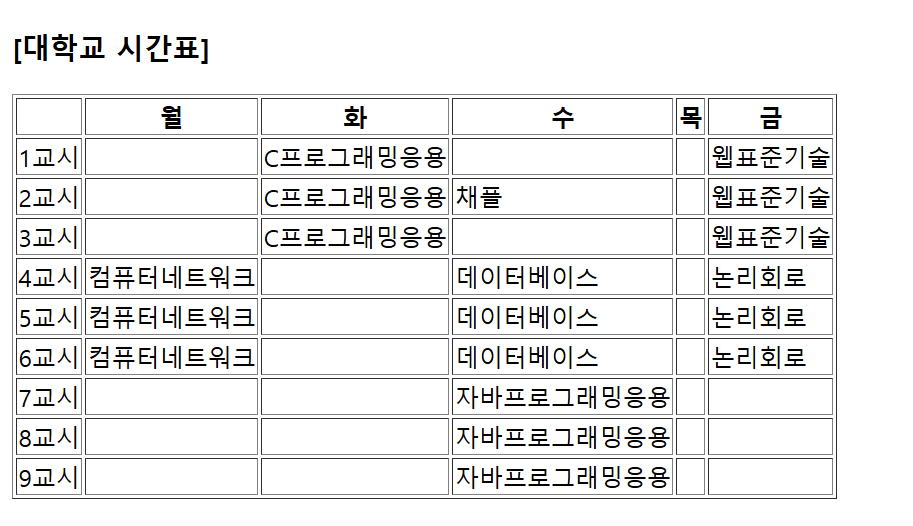 [대학교 시간표]
월 화 수 목 금
1교시 C프로그래밍응용 웹표준기술
2교시 C프로그래밍응용 채플 웹표준기술
3교시 C프로그래밍응용 웹표준기술
4교시 컴퓨터네트워크 데이터베이스 논리회로
5교시 컴퓨터네트워크 데이터베이스 논리회로
6교시 컴퓨터네트워크 데이터베이스 논리회로
7교시 자바프로그래밍응용
8교시 자바프로그래밍응용
9교시 자바프로그래밍응용